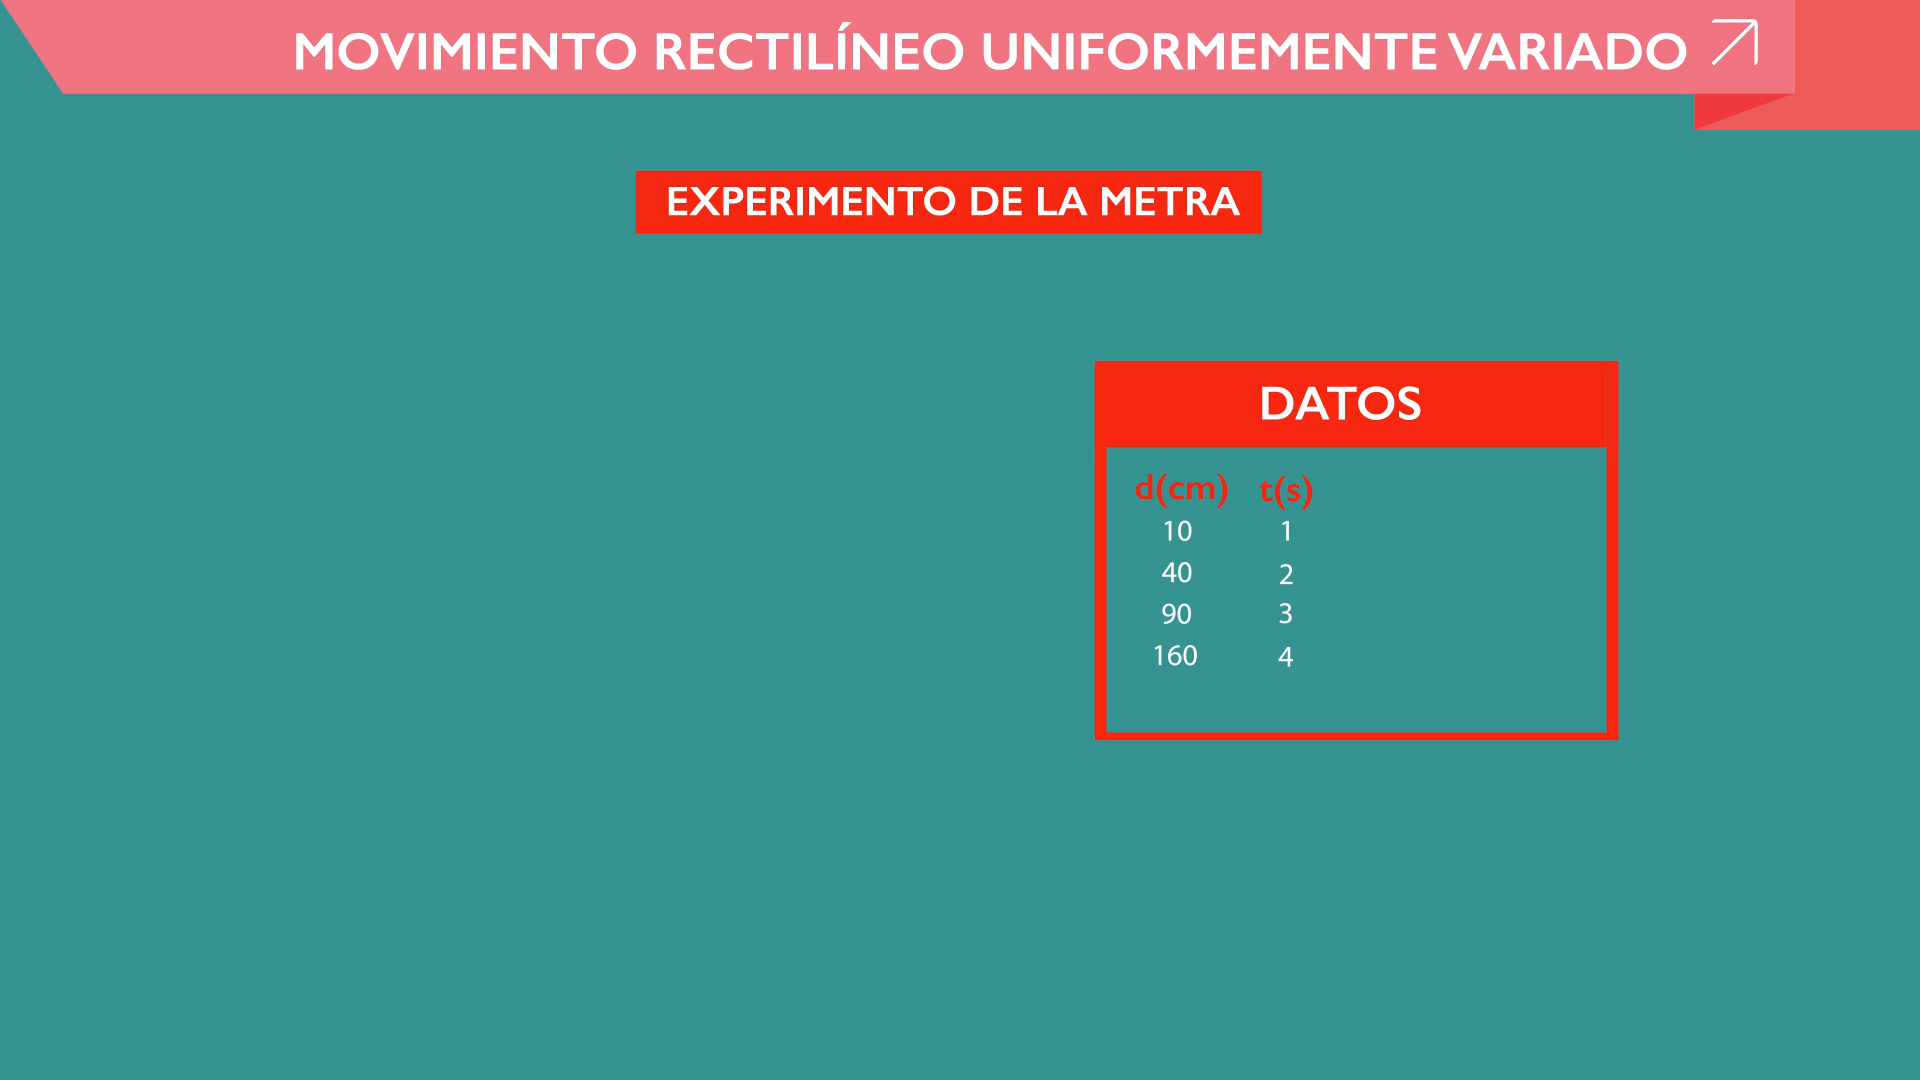 MOVIMIENTO RECTILÍNEO UNIFORMEMENTE VARIADO
EXPERIMENTO DE LA METRA
DATOS
d(cm) t(s)
10 1
40 2
90 3
160 4